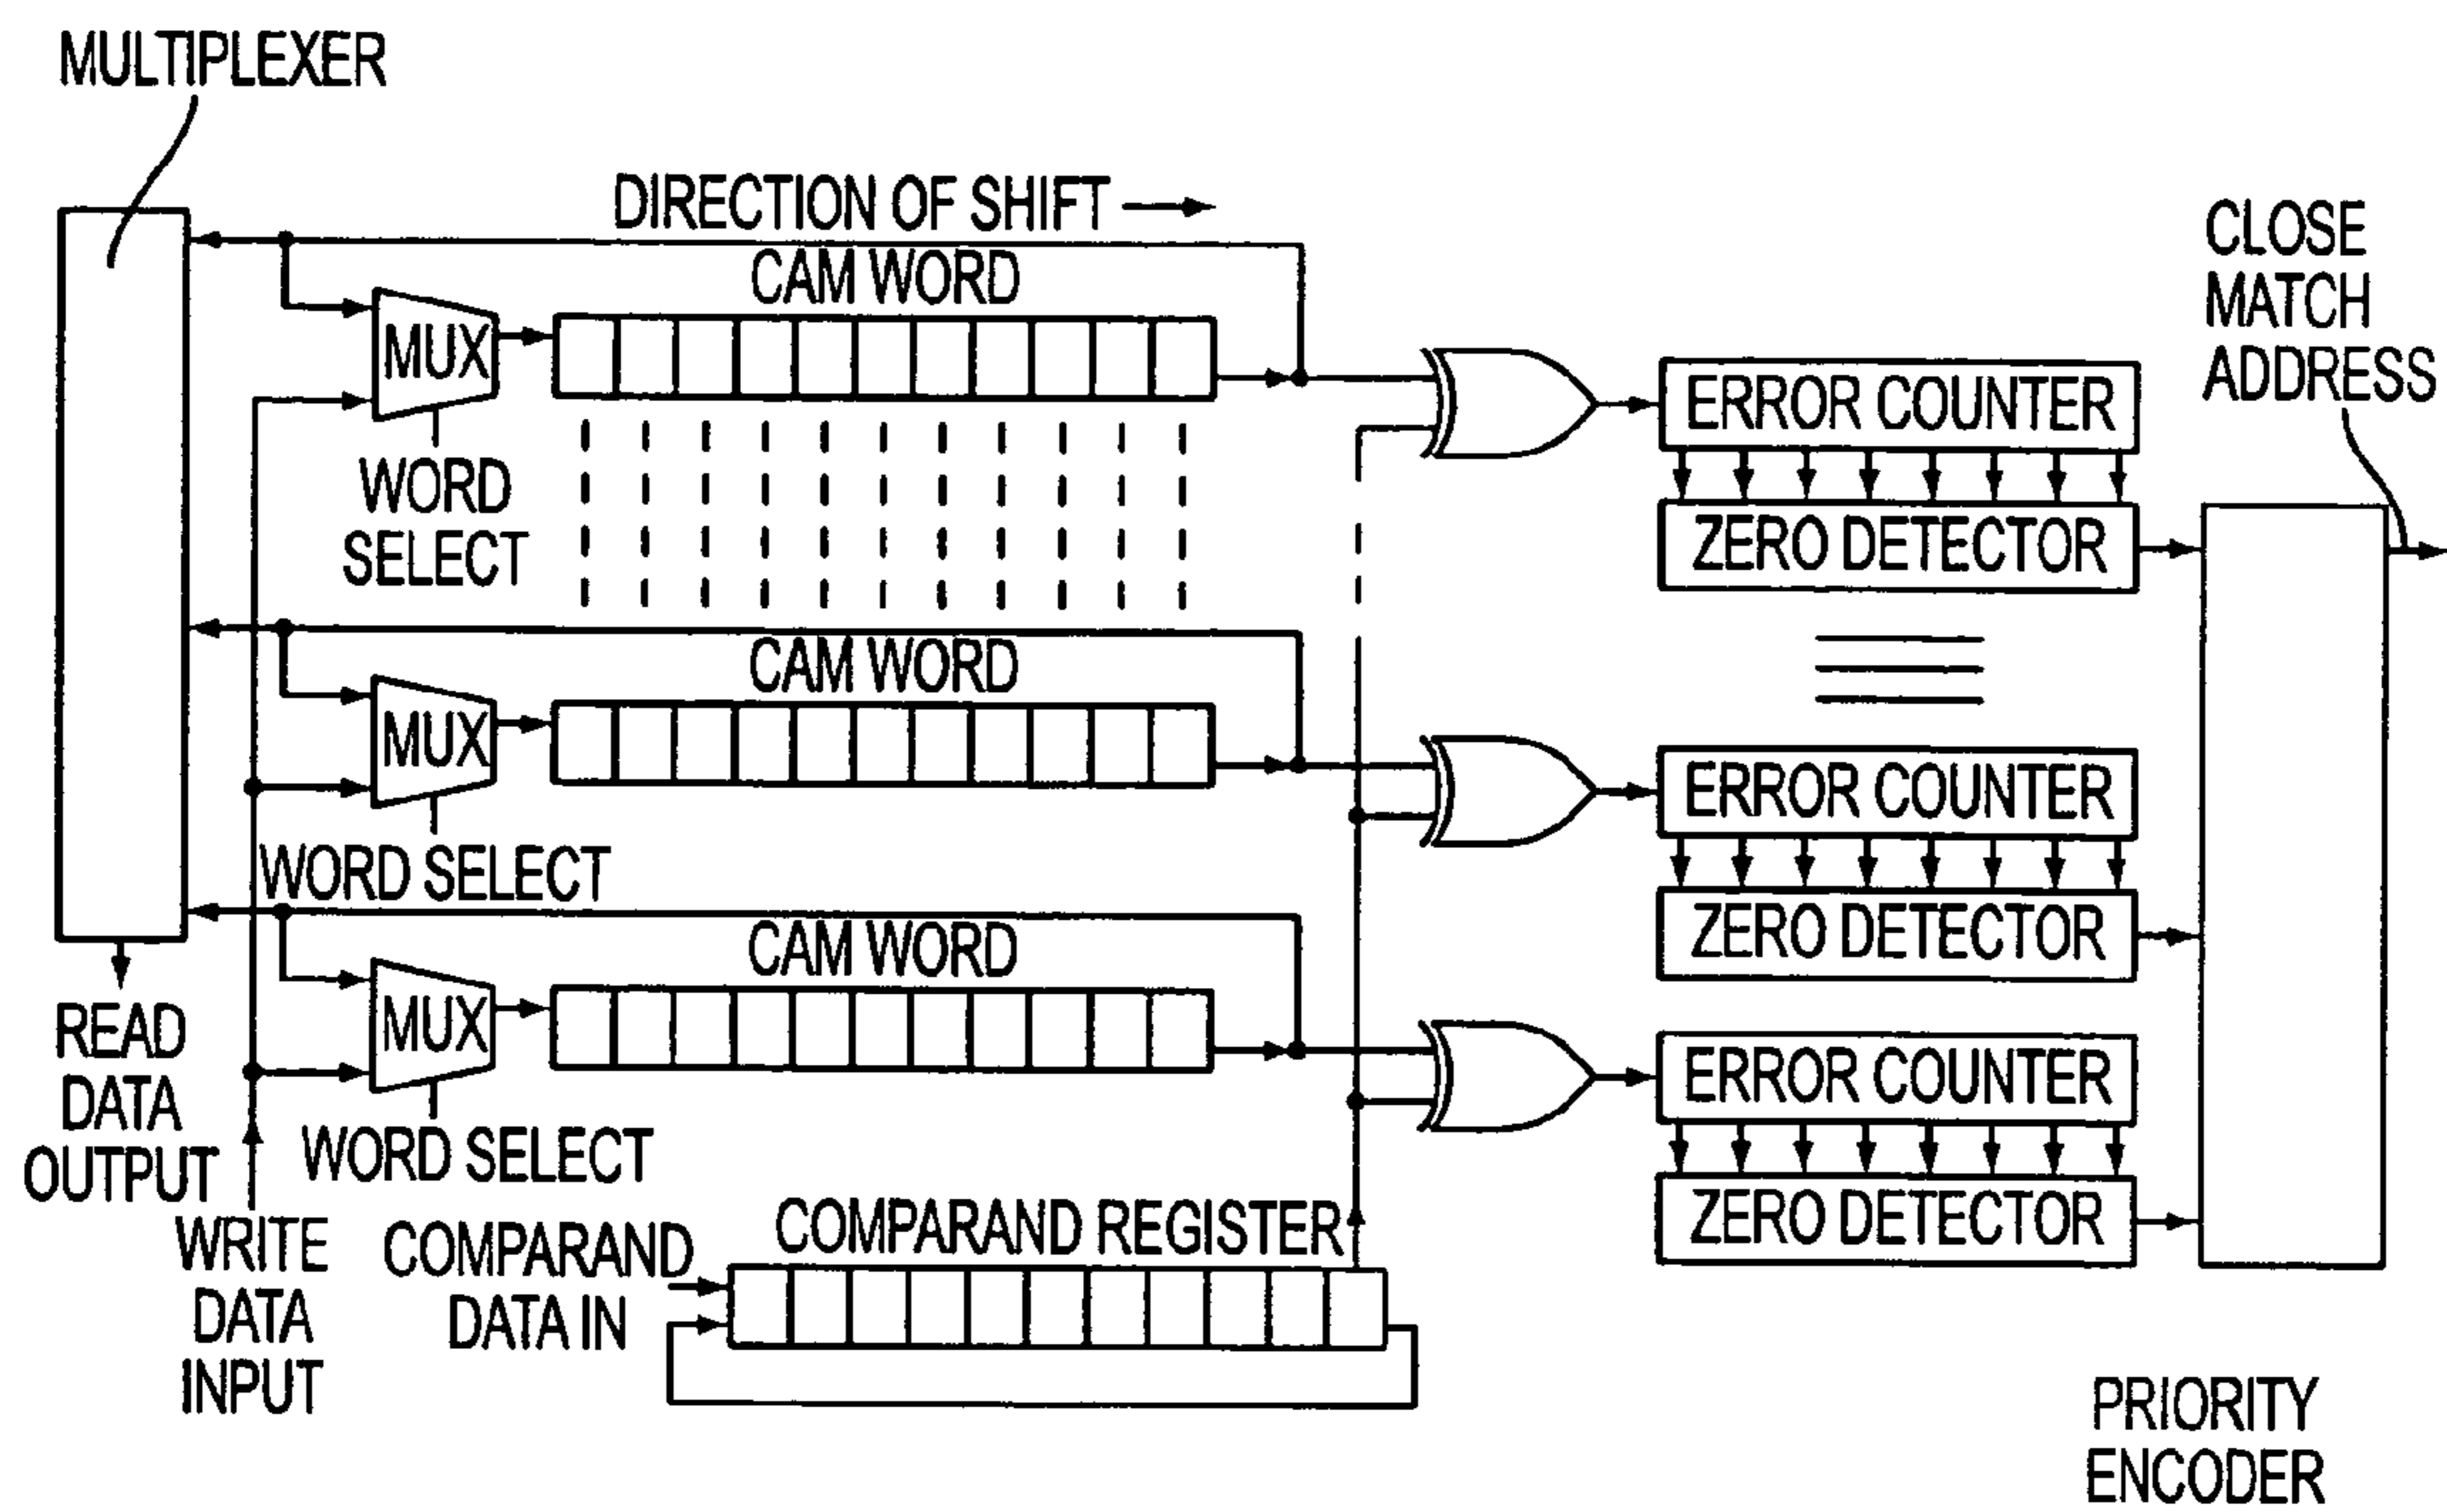 MULTIPLEXER
DIRECTION OF SHIFT
CAM WORD
MUX
WORD
SELECT
ERROR COUNTER
ZERO DETECTOR
CLOSE
MATCH
ADDRESS
CAM WORD
MUX
WORD SELECT
ERROR COUNTER
ZERO DETECTOR
CAM WORD
MUX
WORD SELECT
ERROR COUNTER
ZERO DETECTOR
READ
DATA
OUTPUT
WRITE
DATA
INPUT
COMPARAND
DATA IN
COMPARAND REGISTER
PRIORITY
ENCODER